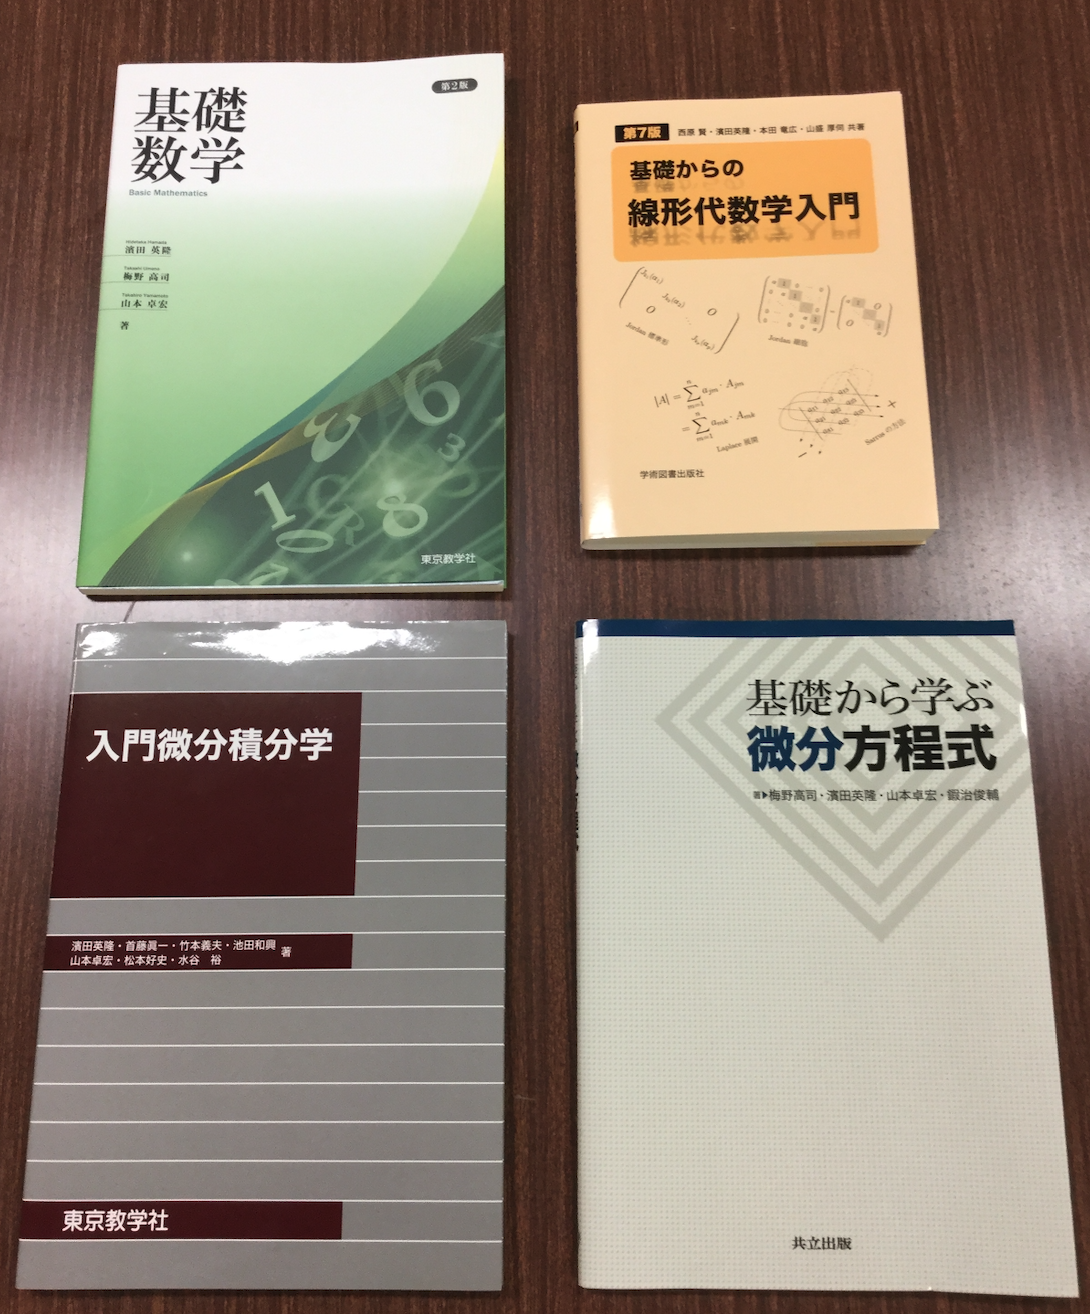 基礎
数学
第2版
Basic Mathematics
Hidetaka Hamada
濱田 英隆
Takashi Umeno
梅野 高司
Takahiro Yamamoto
山本 卓宏
著
東京教学社
第7版 西原 賢・濱田英隆・本田 竜広・山盛 厚伺 共著
基礎からの
線形代数学入門
Jordan 標準形
Jordan 細胞
Laplace 展開
Sarrus の方法
学術図書出版社
入門微分積分学
濱田英隆・首藤眞一・竹本義夫・池田和興
山本卓宏・松本好史・水谷 裕
著
東京教学社
基礎から学ぶ
微分方程式
著▶梅野高司・濱田英隆・山本卓宏・鍛治俊輔
共立出版